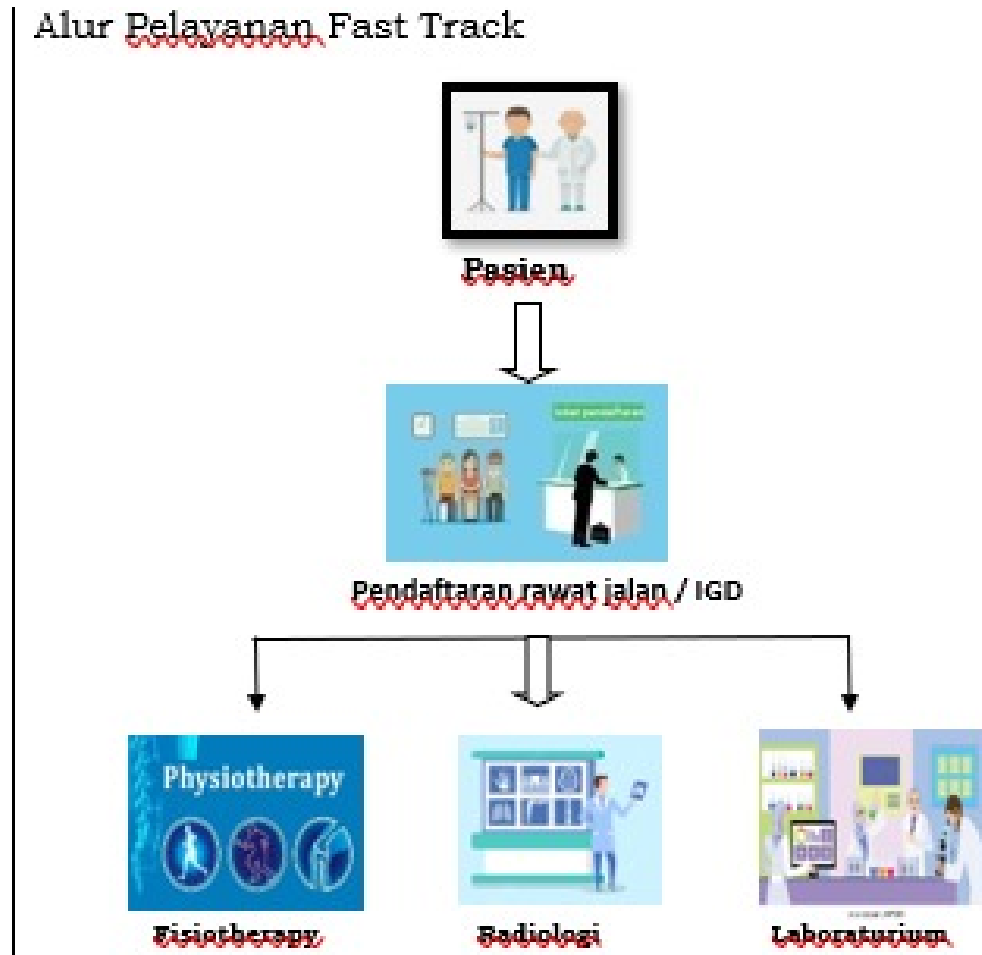 Alur Pelayanan Fast Track
Pasien
Pendaftaran rawat jalan / IGD
Physiotherapy
Fisiotherapy
Radiologi
Laboraturium